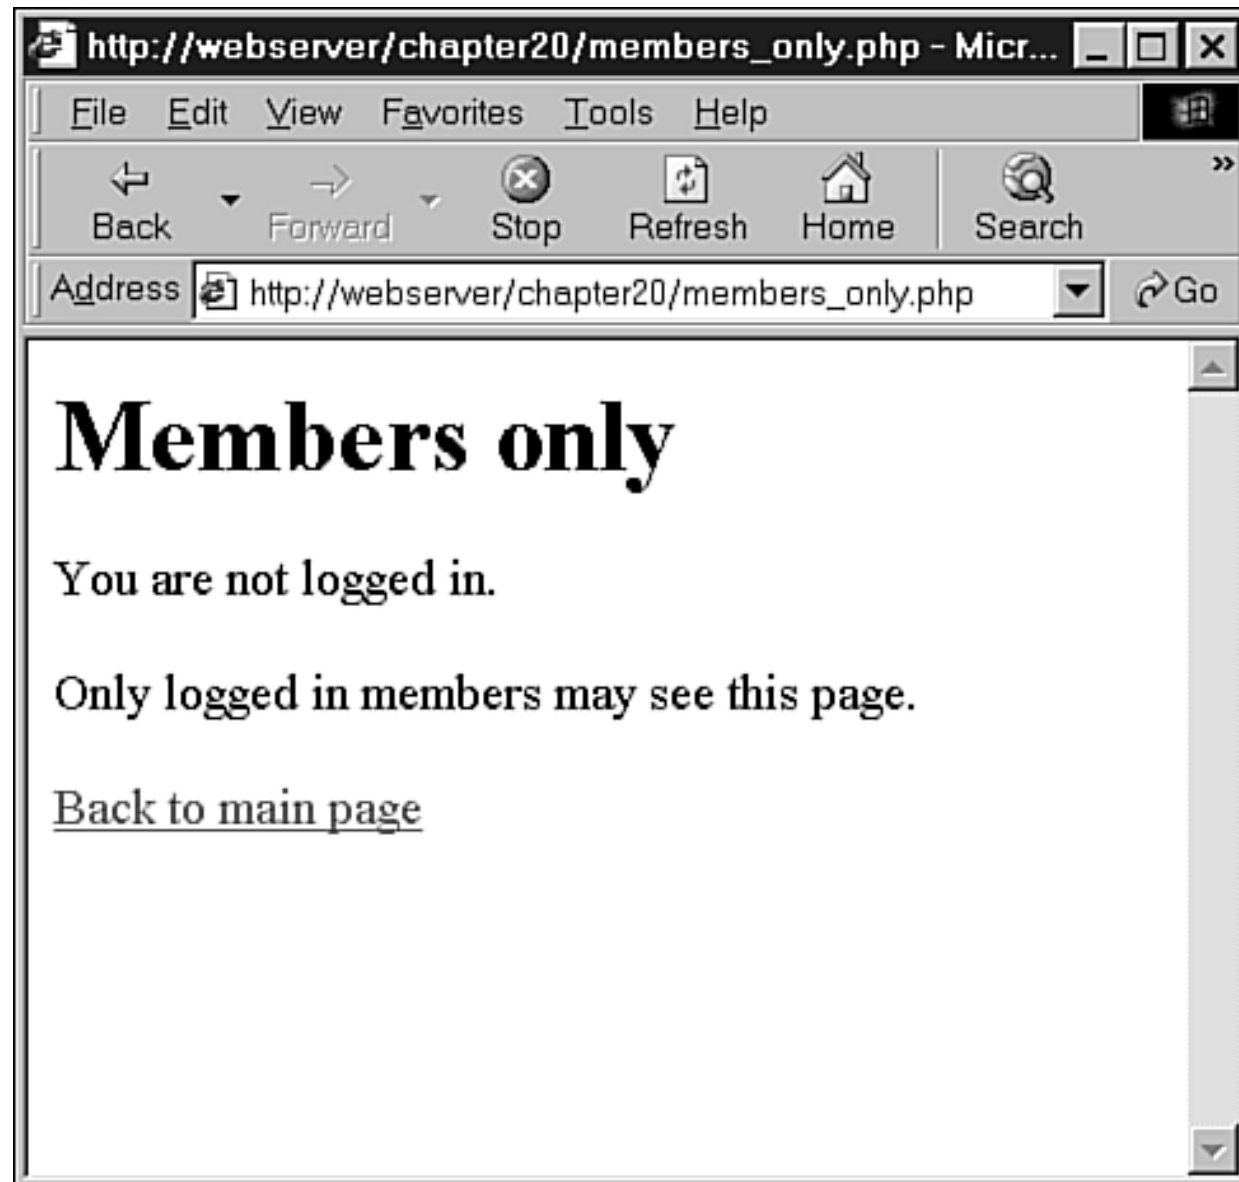 http://webserver/chapter20/members_only.php - Micr...
File Edit View Favorites Tools Help
Back Forward Stop Refresh Home Search »
Address http://webserver/chapter20/members_only.php Go
Members only
You are not logged in.
Only logged in members may see this page.
Back to main page